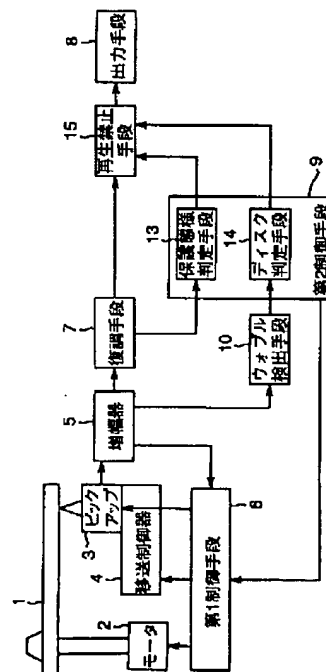 1
2
モータ
3
ピック
アップ
4
移送制御器
5
増幅器
6
第1制御手段
7
復調手段
10
ウォブル
検出手段
13
保護態様
判定手段
14
ディスク
判定手段
9
第2制御手段
15
再生禁止
手段
8
出力手段